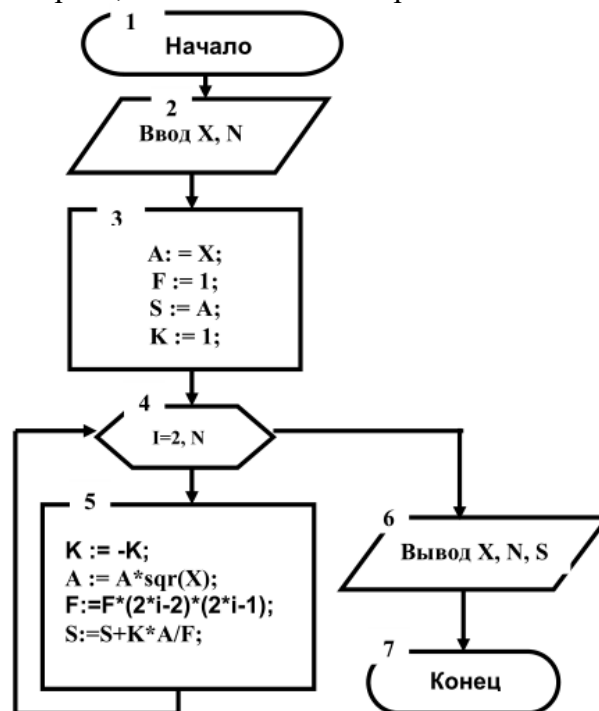 1
Начало
2
Ввод X, N
3
A: = X;
F := 1;
S := A;
K := 1;
4
I=2, N
5
K := -K;
A := A*sqr(X);
F:=F*(2*i-2)*(2*i-1);
S:=S+K*A/F;
6
Вывод X, N, S
7
Конец